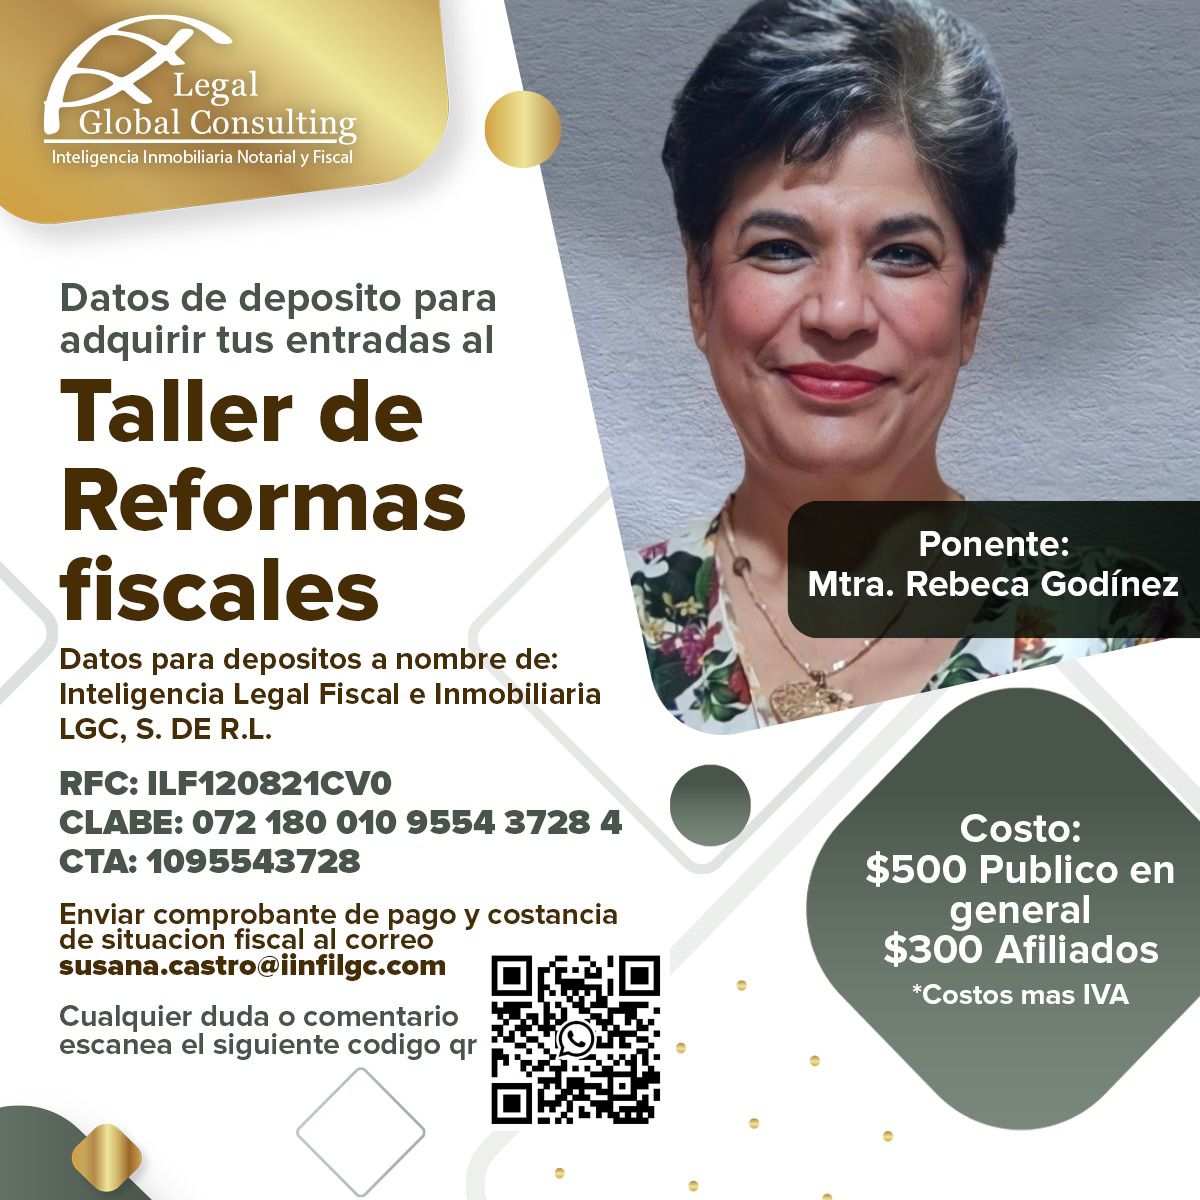 Legal
Global Consulting
Inteligencia Inmobiliaria Notarial y Fiscal
Datos de deposito para
adquirir tus entradas al
Taller de
Reformas
fiscales
Datos para depositos a nombre de:
Inteligencia Legal Fiscal e Inmobiliaria
LGC, S. DE R.L.
RFC: ILF120821CV0
CLABE: 072 180 010 9554 3728 4
CTA: 1095543728
Enviar comprobante de pago y costancia
de situacion fiscal al correo
susana.castro@iinfilgc.com
Cualquier duda o comentario
escanea el siguiente codigo qr
Ponente:
Mtra. Rebeca Godínez
Costo:
$500 Publico en
general
$300 Afiliados
*Costos mas IVA